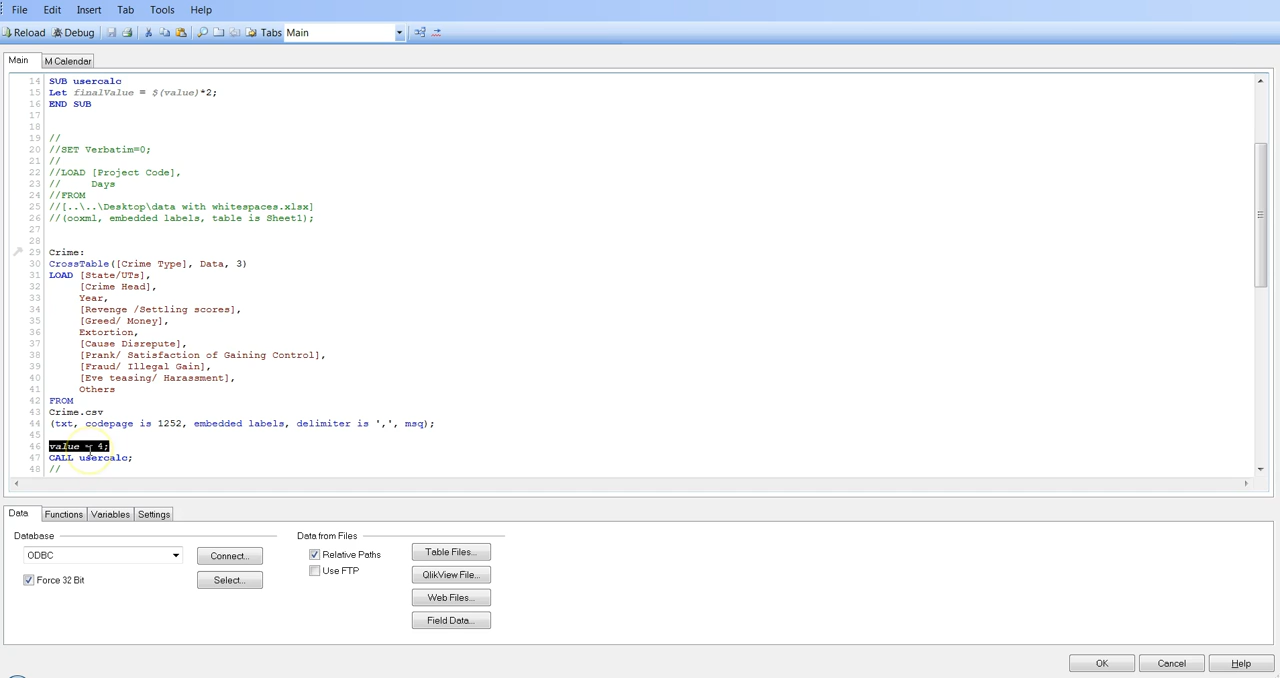 File Edit Insert Tab Tools Help
Reload Debug Tabs Main
Main M Calendar
14 SUB usercalc
15 Let finalValue = $(value)*2;
16 END SUB
17
18
19 //
20 //SET Verbatim=0;
21 //
22 //LOAD [Project Code],
23 // Days
24 //FROM
25 //[..\..\Desktop\data with whitespaces.xlsx]
26 //(ooxml, embedded labels, table is Sheet1);
27
28
29 Crime:
30 CrossTable([Crime Type], Data, 3)
31 LOAD [State/UTs],
32 [Crime Head],
33 Year,
34 [Revenge /Settling scores],
35 [Greed/ Money],
36 Extortion,
37 [Cause Disrepute],
38 [Prank/ Satisfaction of Gaining Control],
39 [Fraud/ Illegal Gain],
40 [Eve teasing/ Harassment],
41 Others
42 FROM
43 Crime.csv
44 (txt, codepage is 1252, embedded labels, delimiter is ',', msq);
45
46 value = 4;
47 CALL usercalc;
48 //
Data Functions Variables Settings
Database Data from Files
ODBC Connect... Relative Paths Table Files...
Use FTP QlikView File...
Force 32 Bit Select...
Web Files...
Field Data...
OK Cancel Help